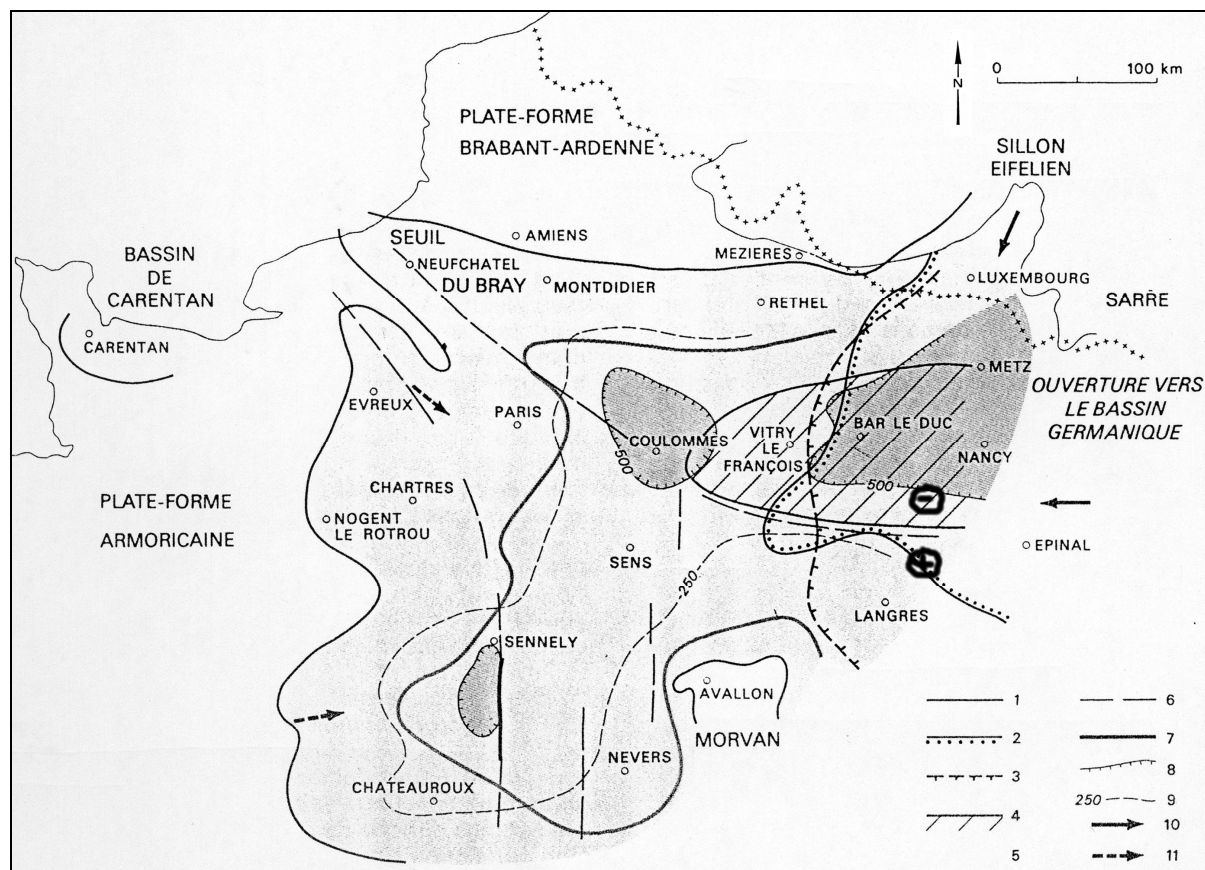 N
0
100 km
PLATE-FORME
BRABANT-ARDENNE
SILLON
EIFELIEN
SEUIL
AMIENS
BASSIN
DE
CARENTAN
NEUFCHATEL
DU BRAY
MONTDIDIER
MEZIERES
LUXEMBOURG
RETHEL
SARRE
CARENTAN
METZ
OUVERTURE VERS
LE BASSIN
GERMANIQUE
EVREUX
PARIS
COULOMMES
500
VITRY
LE
FRANÇOIS
BAR LE DUC
NANCY
500
1
CHARTRES
PLATE-FORME
ARMORICAINE
NOGENT
LE ROTROU
SENS
EPINAL
4
250
LANGRES
SENNELY
AVALLON
MORVAN
NEVERS
CHATEAUROUX
1
2
3
4
5
6
7
8
250
9
10
11